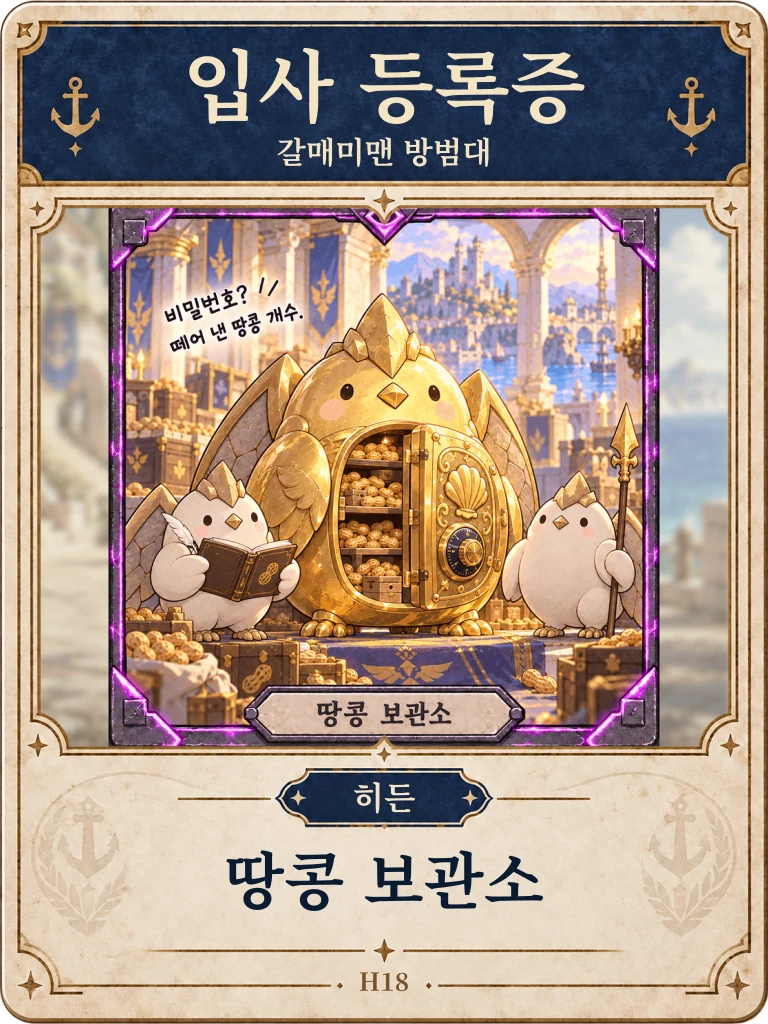 입사 등록증
갈매미맨 방범대
비밀번호?
떼어 낸 땅콩 개수.
땅콩 보관소
히든
땅콩 보관소
H18